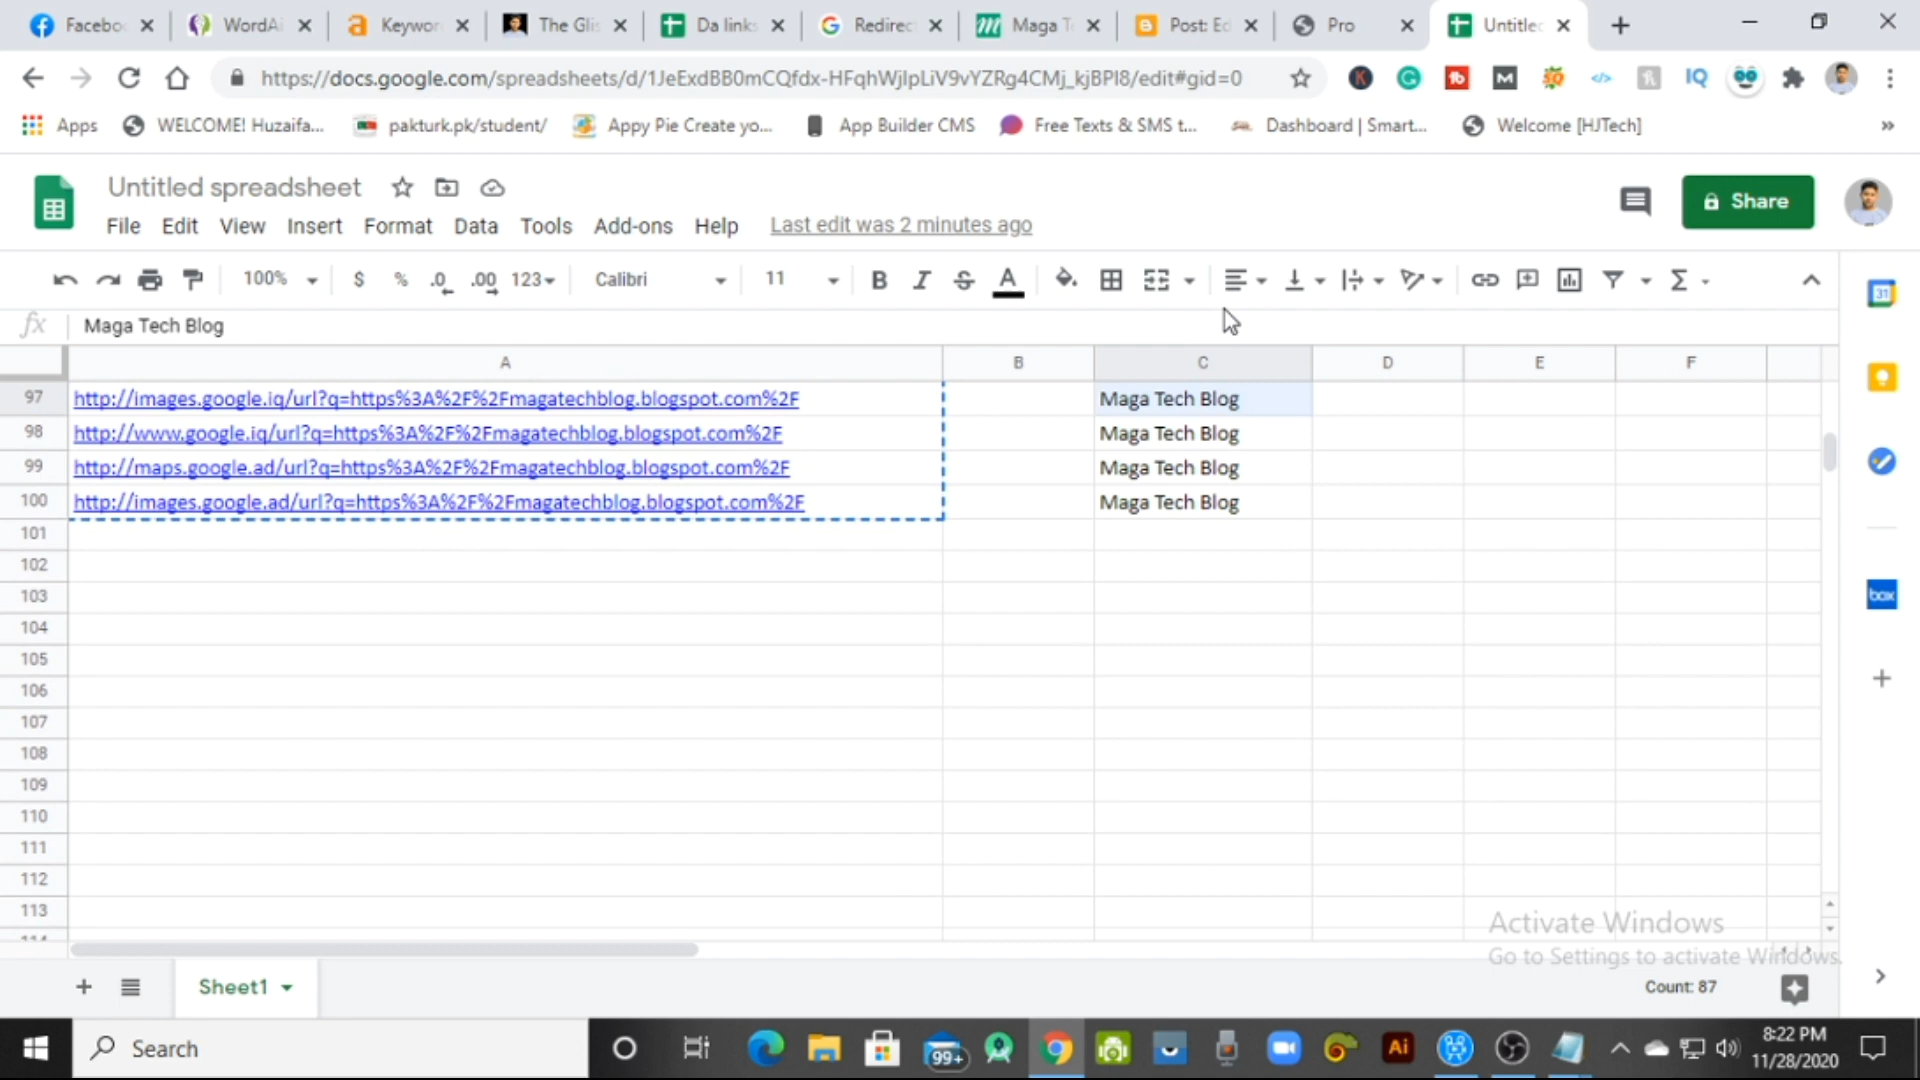 Facebo WordAi Keywor The Glis Da links Redirec Maga T Post: Ed Pro Untitled
https://docs.google.com/spreadsheets/d/1JeExdBB0mCQfdx-HFqhWjlpLiV9vYZRg4CMj_kjBPI8/edit#gid=0
Apps WELCOME! Huzaifa... pakturk.pk/student/ Appy Pie Create yo... App Builder CMS Free Texts & SMS t... Dashboard | Smart... Welcome [HJTech] »
Untitled spreadsheet
Share
File Edit View Insert Format Data Tools Add-ons Help Last edit was 2 minutes ago
100% $ % .0 .00 123 Calibri 11 B I S A
fx Maga Tech Blog
A B C D E F
97 http://images.google.iq/url?q=https%3A%2F%2Fmagatechblog.blogspot.com%2F Maga Tech Blog
98 http://www.google.iq/url?q=https%3A%2F%2Fmagatechblog.blogspot.com%2F Maga Tech Blog
99 http://maps.google.ad/url?q=https%3A%2F%2Fmagatechblog.blogspot.com%2F Maga Tech Blog
100 http://images.google.ad/url?q=https%3A%2F%2Fmagatechblog.blogspot.com%2F Maga Tech Blog
101
102
103
104
105
106
107
108
109
110
111
112
113
Activate Windows
Go to Settings to activate Windows.
Sheet1 Count: 87
Search
99+
Ai
8:22 PM
11/28/2020
31
box